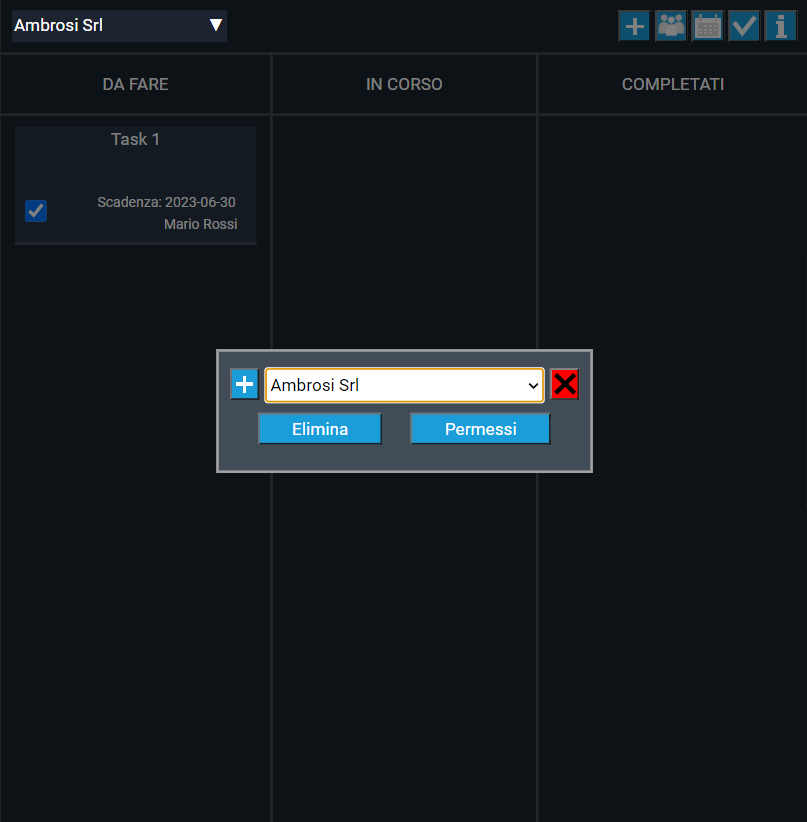 Ambrosi Srl
DA FARE
IN CORSO
COMPLETATI
Task 1
Scadenza: 2023-06-30
Mario Rossi
Ambrosi Srl
Elimina
Permessi